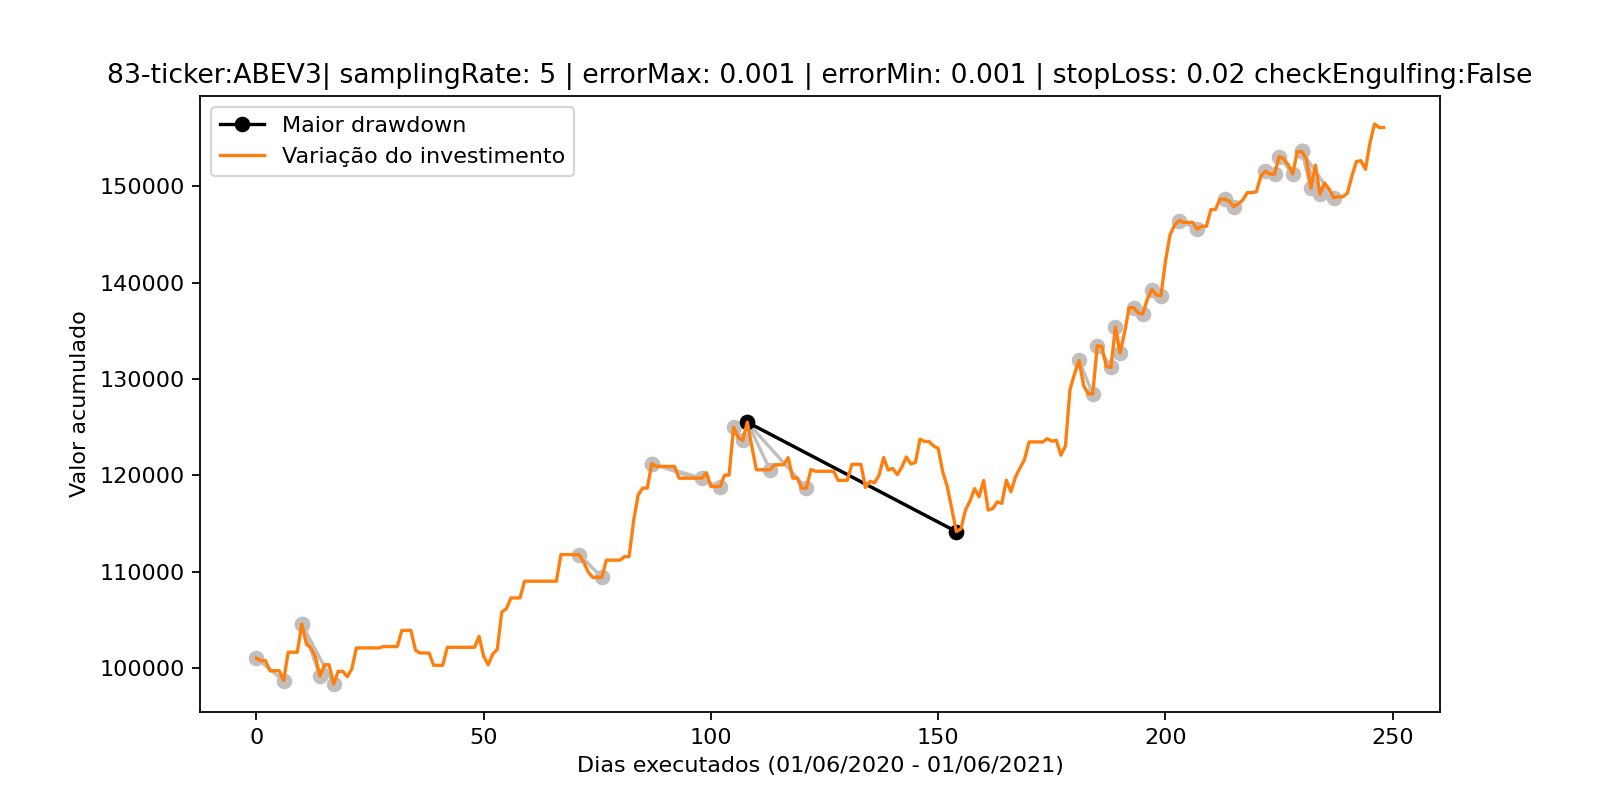 83-ticker:ABEV3| samplingRate: 5 | errorMax: 0.001 | errorMin: 0.001 | stopLoss: 0.02 checkEngulfing:False
Maior drawdown
Variação do investimento
Valor acumulado
150000
140000
130000
120000
110000
100000
0 50 100 150 200 250
Dias executados (01/06/2020 - 01/06/2021)